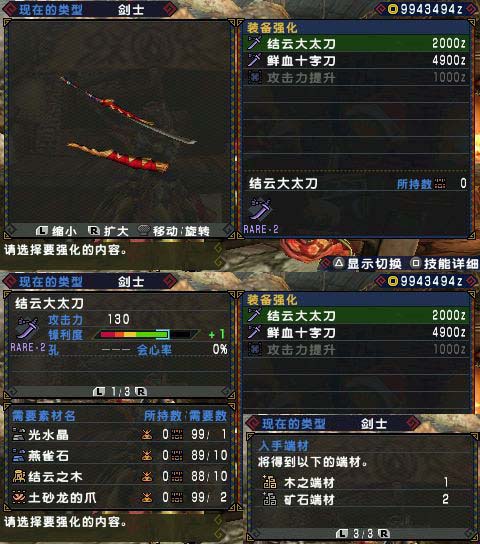 现在的类型 剑士
9943494z
装备强化
结云大太刀 2000z
鲜血十字刀 4900z
攻击力提升 1000z
结云大太刀 所持数 0
RARE-2
L 缩小 R 扩大 移动/旋转
请选择要强化的内容。
△显示切换 □技能详细
现在的类型 剑士
9943494z
结云大太刀
攻击力 130
锋利度 +1
RARE-2
孔 --- 会心率 0%
L 1/3 R
装备强化
结云大太刀 2000z
鲜血十字刀 4900z
攻击力提升 1000z
需要素材名 所持数 需要数
光水晶 0 99/ 1
燕雀石 0 89/10
结云之木 0 88/10
土砂龙的爪 0 99/ 2
请选择要强化的内容。
现在的类型 剑士
入手端材
将得到以下的端材。
木之端材 1
矿石端材 2
L 3/3 R